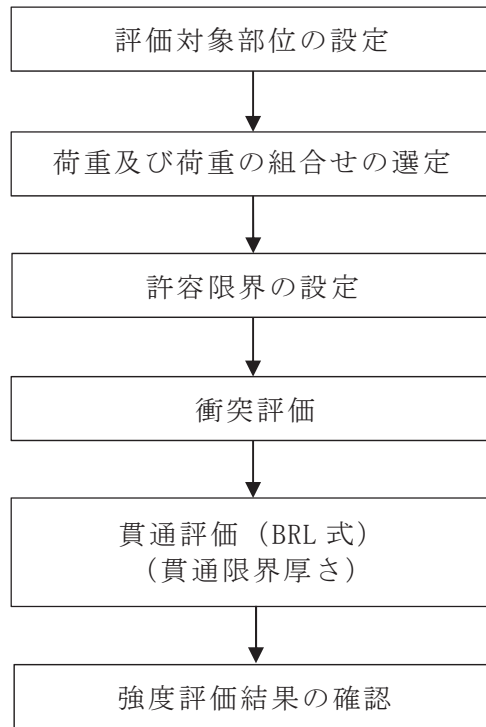 評価対象部位の設定
荷重及び荷重の組合せの選定
許容限界の設定
衝突評価
貫通評価（BRL 式）
（貫通限界厚さ）
強度評価結果の確認